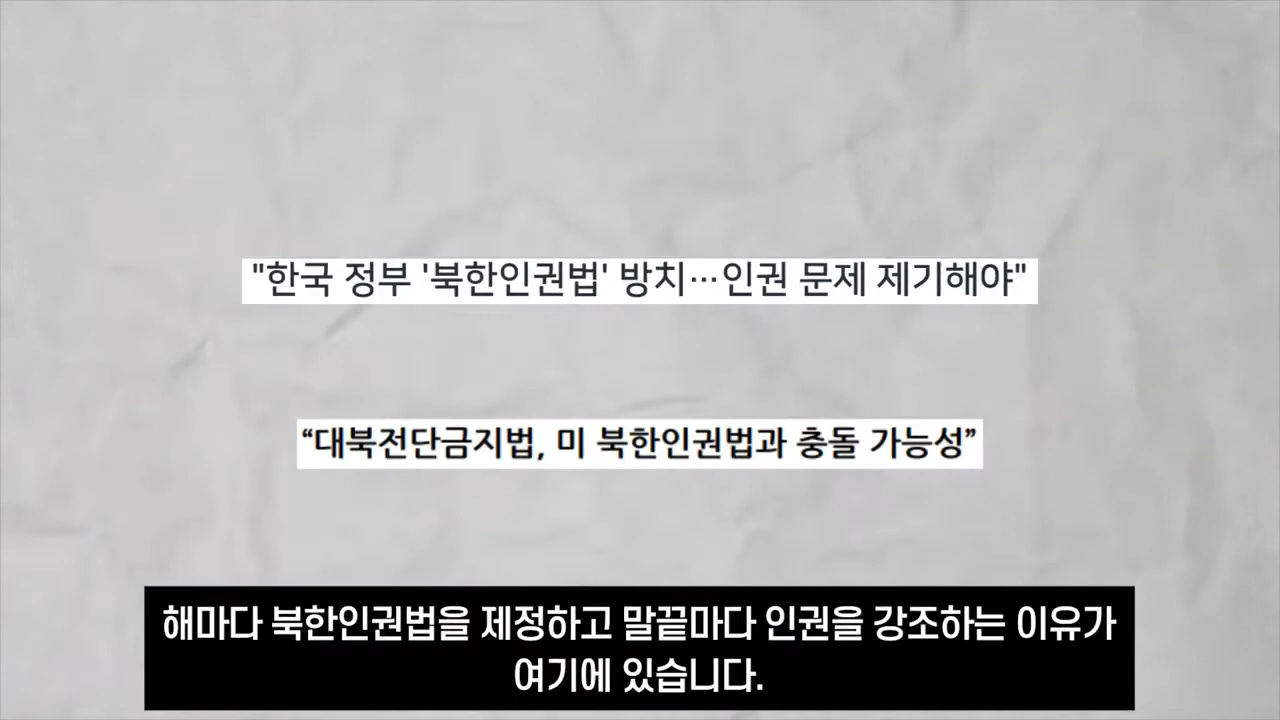 "한국 정부 '북한인권법' 방치…인권 문제 제기해야"
“대북전단금지법, 미 북한인권법과 충돌 가능성”
해마다 북한인권법을 제정하고 말끝마다 인권을 강조하는 이유가
여기에 있습니다.